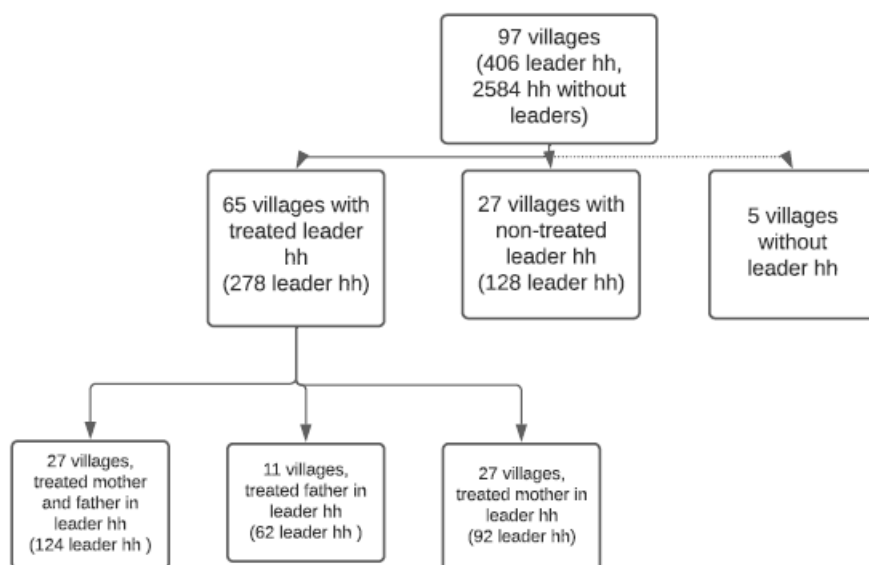 97 villages
(406 leader hh,
2584 hh without
leaders)
65 villages with
treated leader
hh
(278 leader hh)
27 villages with
non-treated
leader hh
(128 leader hh)
5 villages
without
leader hh
27 villages,
treated mother
and father in
leader hh
(124 leader hh )
11 villages,
treated father in
leader hh
(62 leader hh )
27 villages,
treated mother in
leader hh
(92 leader hh)